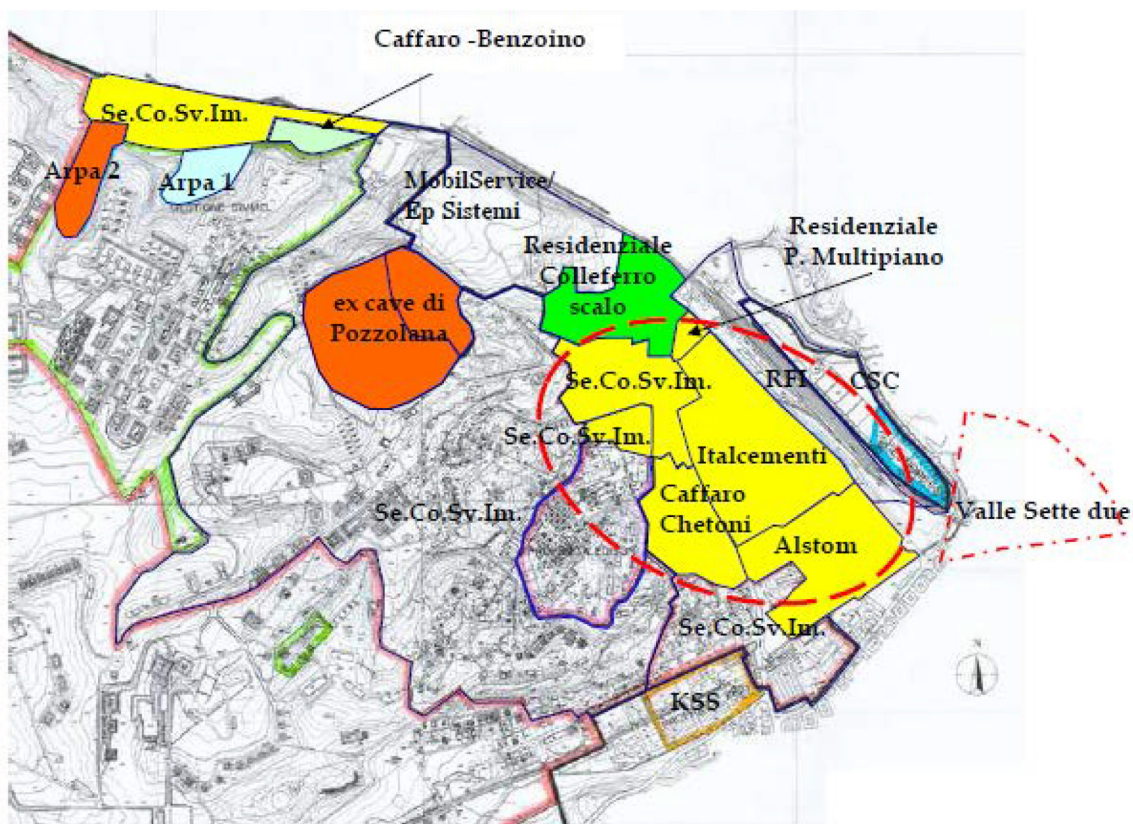 Caffaro -Benzoino
Se.Co.Sv.Im.
Arpa 2
Arpa 1
MobilService/
Ep Sistemi
Residenziale
P. Multipiano
Residenziale
Colleferro
scalo
ex cave di
Pozzolana
RFI
CSC
Se.Co.Sv.Im.
Se.Co.Sv.Im.
Italcementi
Caffaro
Chetoni
Se.Co.Sv.Im.
Valle Sette due
Alstom
Se.Co.Sv.Im.
KSS
N